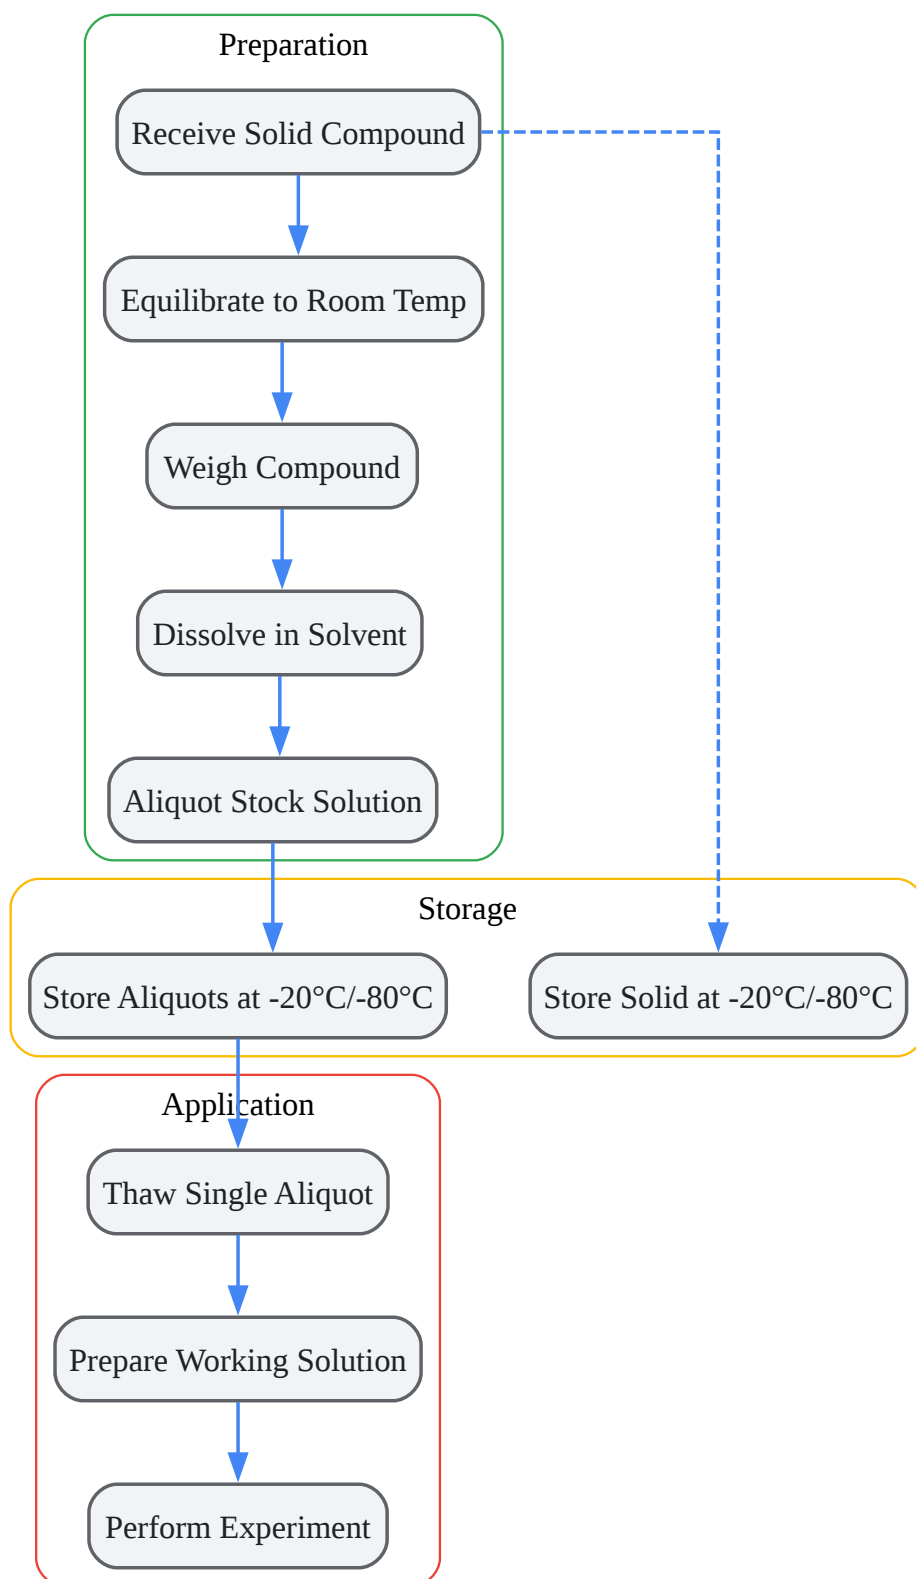 Preparation
Receive Solid Compound
Equilibrate to Room Temp
Weigh Compound
Dissolve in Solvent
Aliquot Stock Solution
Storage
Store Aliquots at -20°C/-80°C
Store Solid at -20°C/-80°C
Application
Thaw Single Aliquot
Prepare Working Solution
Perform Experiment